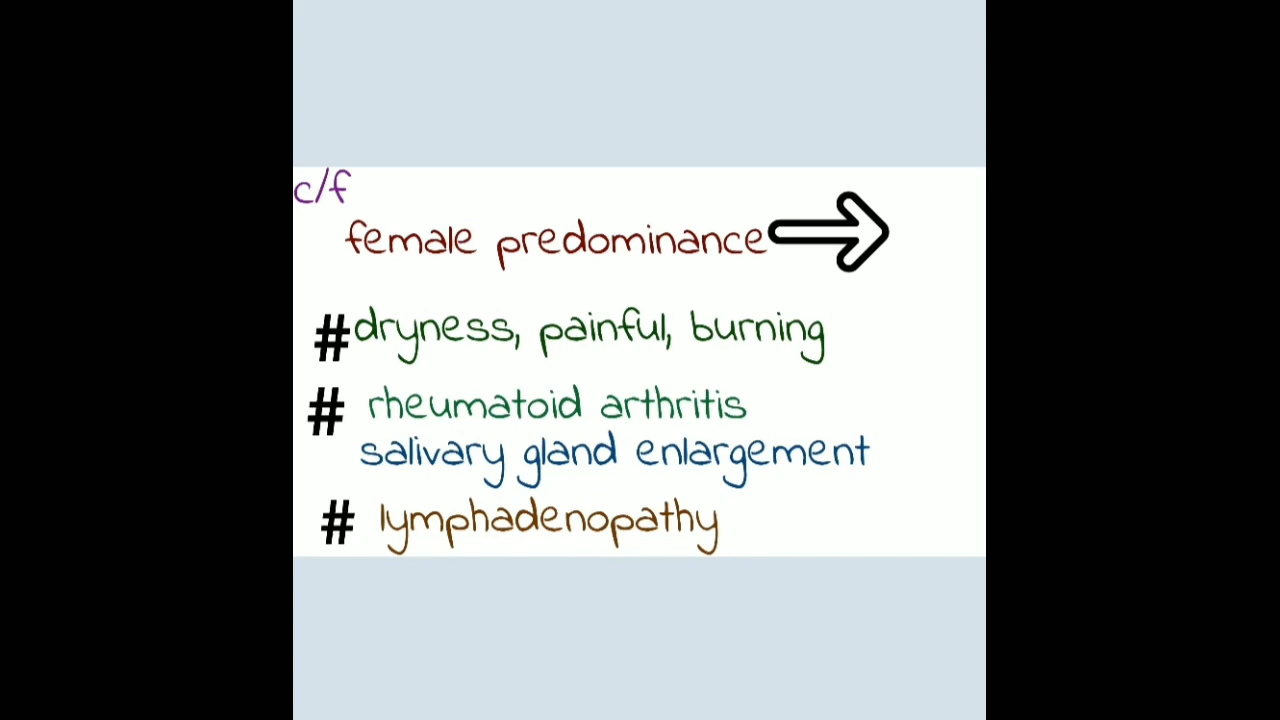 c/f
female predominance
#dryness, painful, burning
# rheumatoid arthritis
salivary gland enlargement
# lymphadenopathy